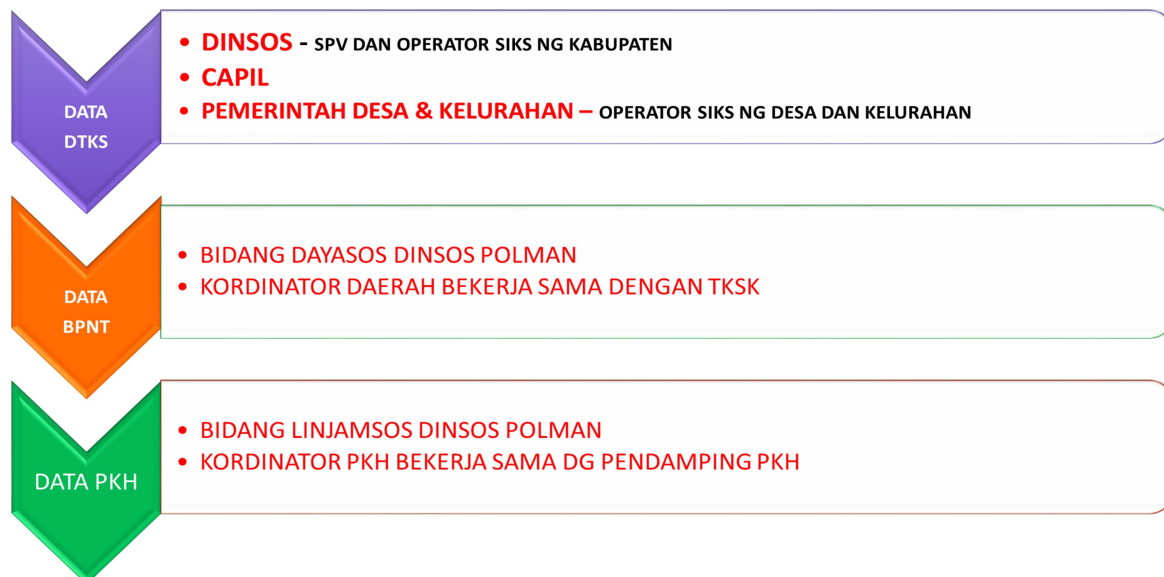 DATA
DTKS
• DINSOS - SPV DAN OPERATOR SIKS NG KABUPATEN
• CAPIL
• PEMERINTAH DESA & KELURAHAN – OPERATOR SIKS NG DESA DAN KELURAHAN
DATA
BPNT
• BIDANG DAYASOS DINSOS POLMAN
• KORDINATOR DAERAH BEKERJA SAMA DENGAN TKSK
DATA PKH
• BIDANG LINJAMSOS DINSOS POLMAN
• KORDINATOR PKH BEKERJA SAMA DG PENDAMPING PKH